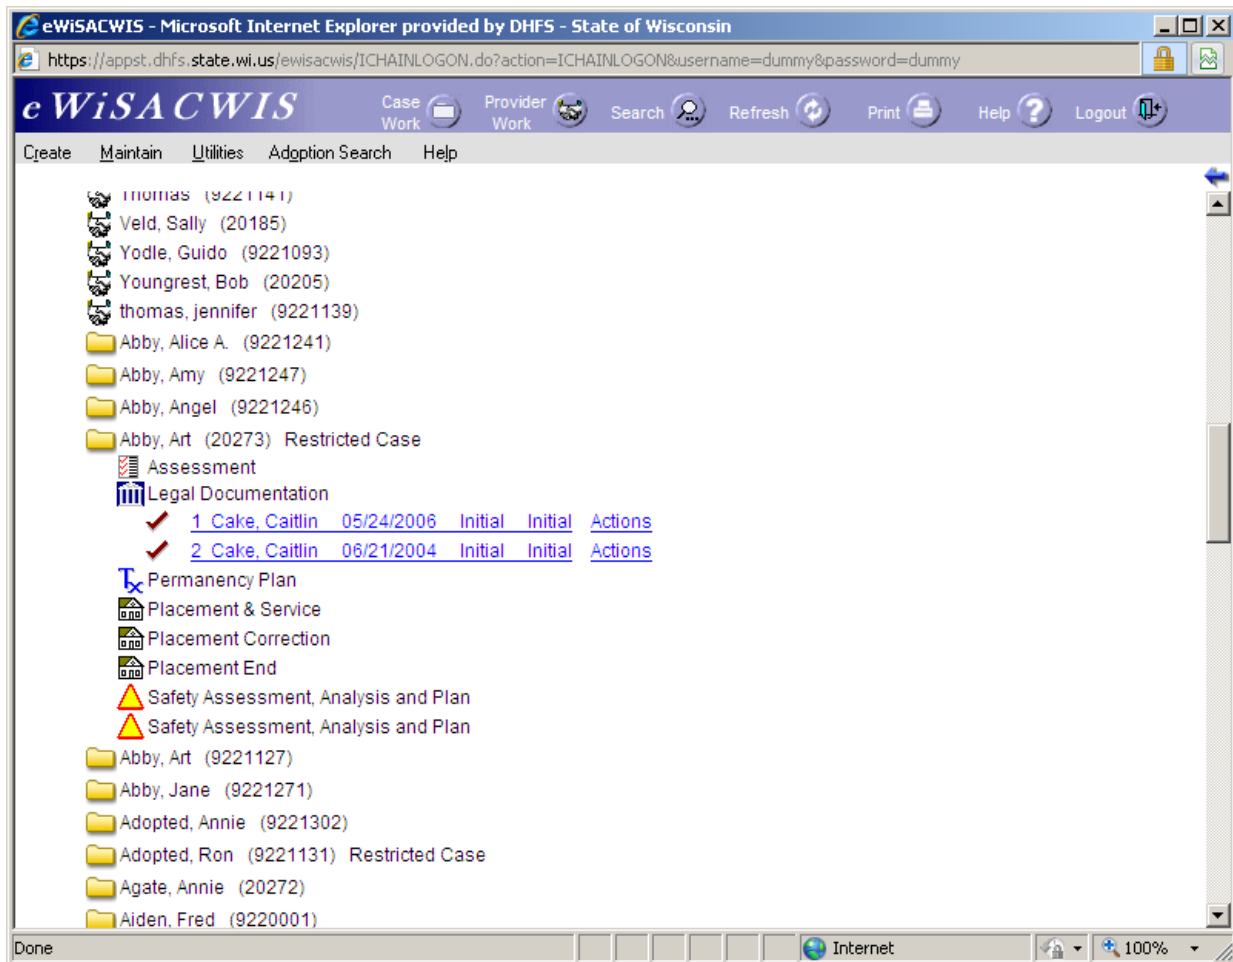 eWiSACWIS - Microsoft Internet Explorer provided by DHFS - State of Wisconsin
https://appst.dhfs.state.wi.us/ewisacwis/ICHAINLOGON.do?action=ICHAINLOGON&username=dummy&password=dummy
eWiSACWIS Case Work Provider Work Search Refresh Print Help Logout
Create Maintain Utilities Adoption Search Help
Thomas (9221141)
Veld, Sally (20185)
Yodle, Guido (9221093)
Youngrest, Bob (20205)
thomas, jennifer (9221139)
Abby, Alice A. (9221241)
Abby, Amy (9221247)
Abby, Angel (9221246)
Abby, Art (20273) Restricted Case
Assessment
Legal Documentation
1 Cake, Caitlin 05/24/2006 Initial Initial Actions
2 Cake, Caitlin 06/21/2004 Initial Initial Actions
Tx Permanency Plan
Placement & Service
Placement Correction
Placement End
Safety Assessment, Analysis and Plan
Safety Assessment, Analysis and Plan
Abby, Art (9221127)
Abby, Jane (9221271)
Adopted, Annie (9221302)
Adopted, Ron (9221131) Restricted Case
Agate, Annie (20272)
Aiden, Fred (9220001)
Done Internet 100%